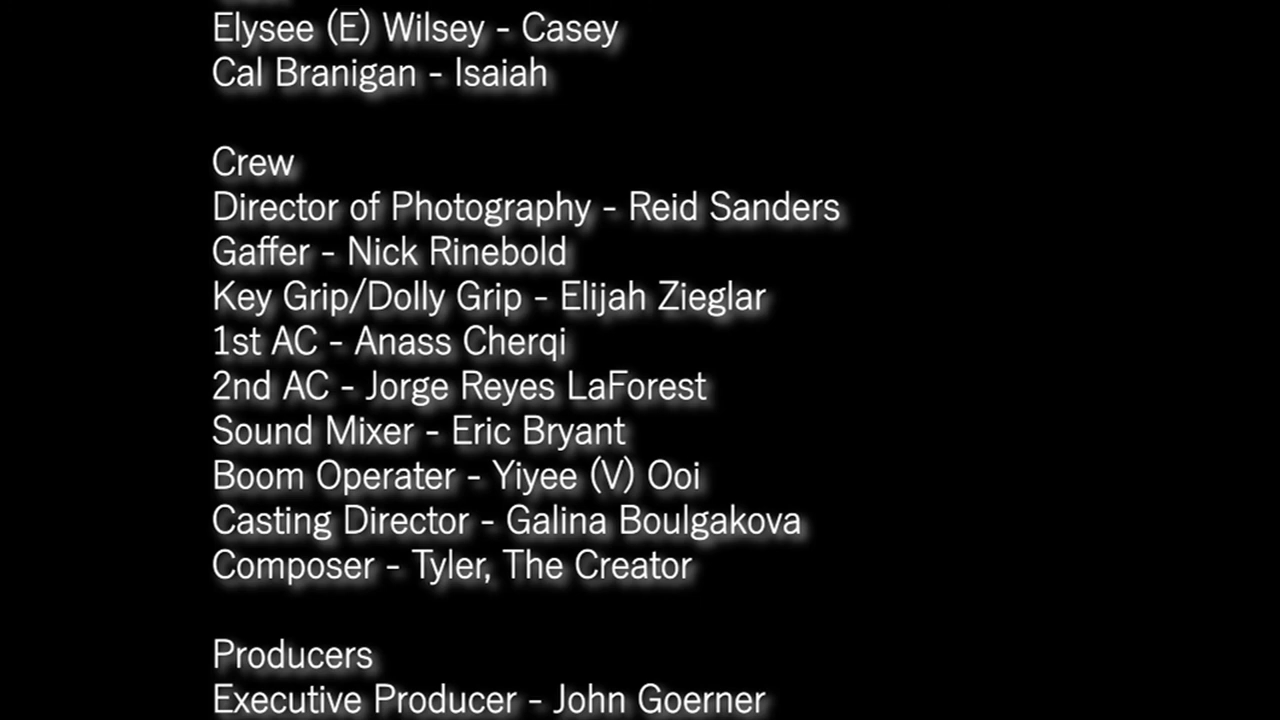 Elysee (E) Wilsey - Casey
Cal Branigan - Isaiah
Crew
Director of Photography - Reid Sanders
Gaffer - Nick Rinebold
Key Grip/Dolly Grip - Elijah Zieglar
1st AC - Anass Cherqi
2nd AC - Jorge Reyes LaForest
Sound Mixer - Eric Bryant
Boom Operater - Yiyee (V) Ooi
Casting Director - Galina Boulgakova
Composer - Tyler, The Creator
Producers
Executive Producer - John Goerner